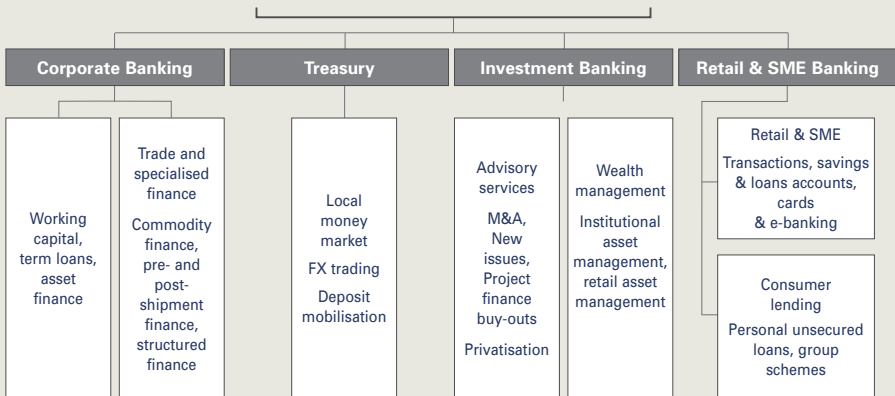 Corporate Banking
Treasury
Investment Banking
Retail & SME Banking
Working
capital,
term loans,
asset
finance
Trade and
specialised
finance
Commodity
finance,
pre- and
post-
shipment
finance,
structured
finance
Local
money
market
FX trading
Deposit
mobilisation
Advisory
services
M&A,
New
issues,
Project
finance
buy-outs
Privatisation
Wealth
management
Institutional
asset
management,
retail asset
management
Retail & SME
Transactions, savings
& loans accounts,
cards
& e-banking
Consumer
lending
Personal unsecured
loans, group
schemes